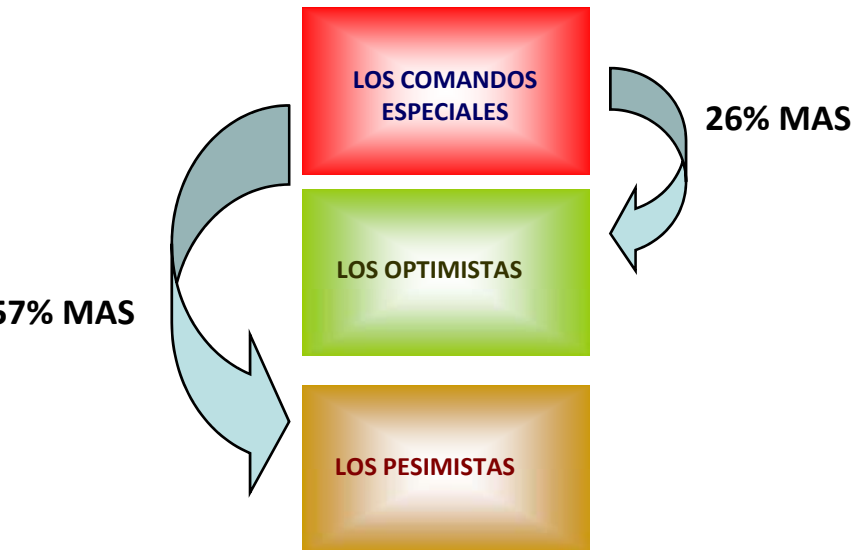 LOS COMANDOS
ESPECIALES
26% MAS
LOS OPTIMISTAS
57% MAS
LOS PESIMISTAS